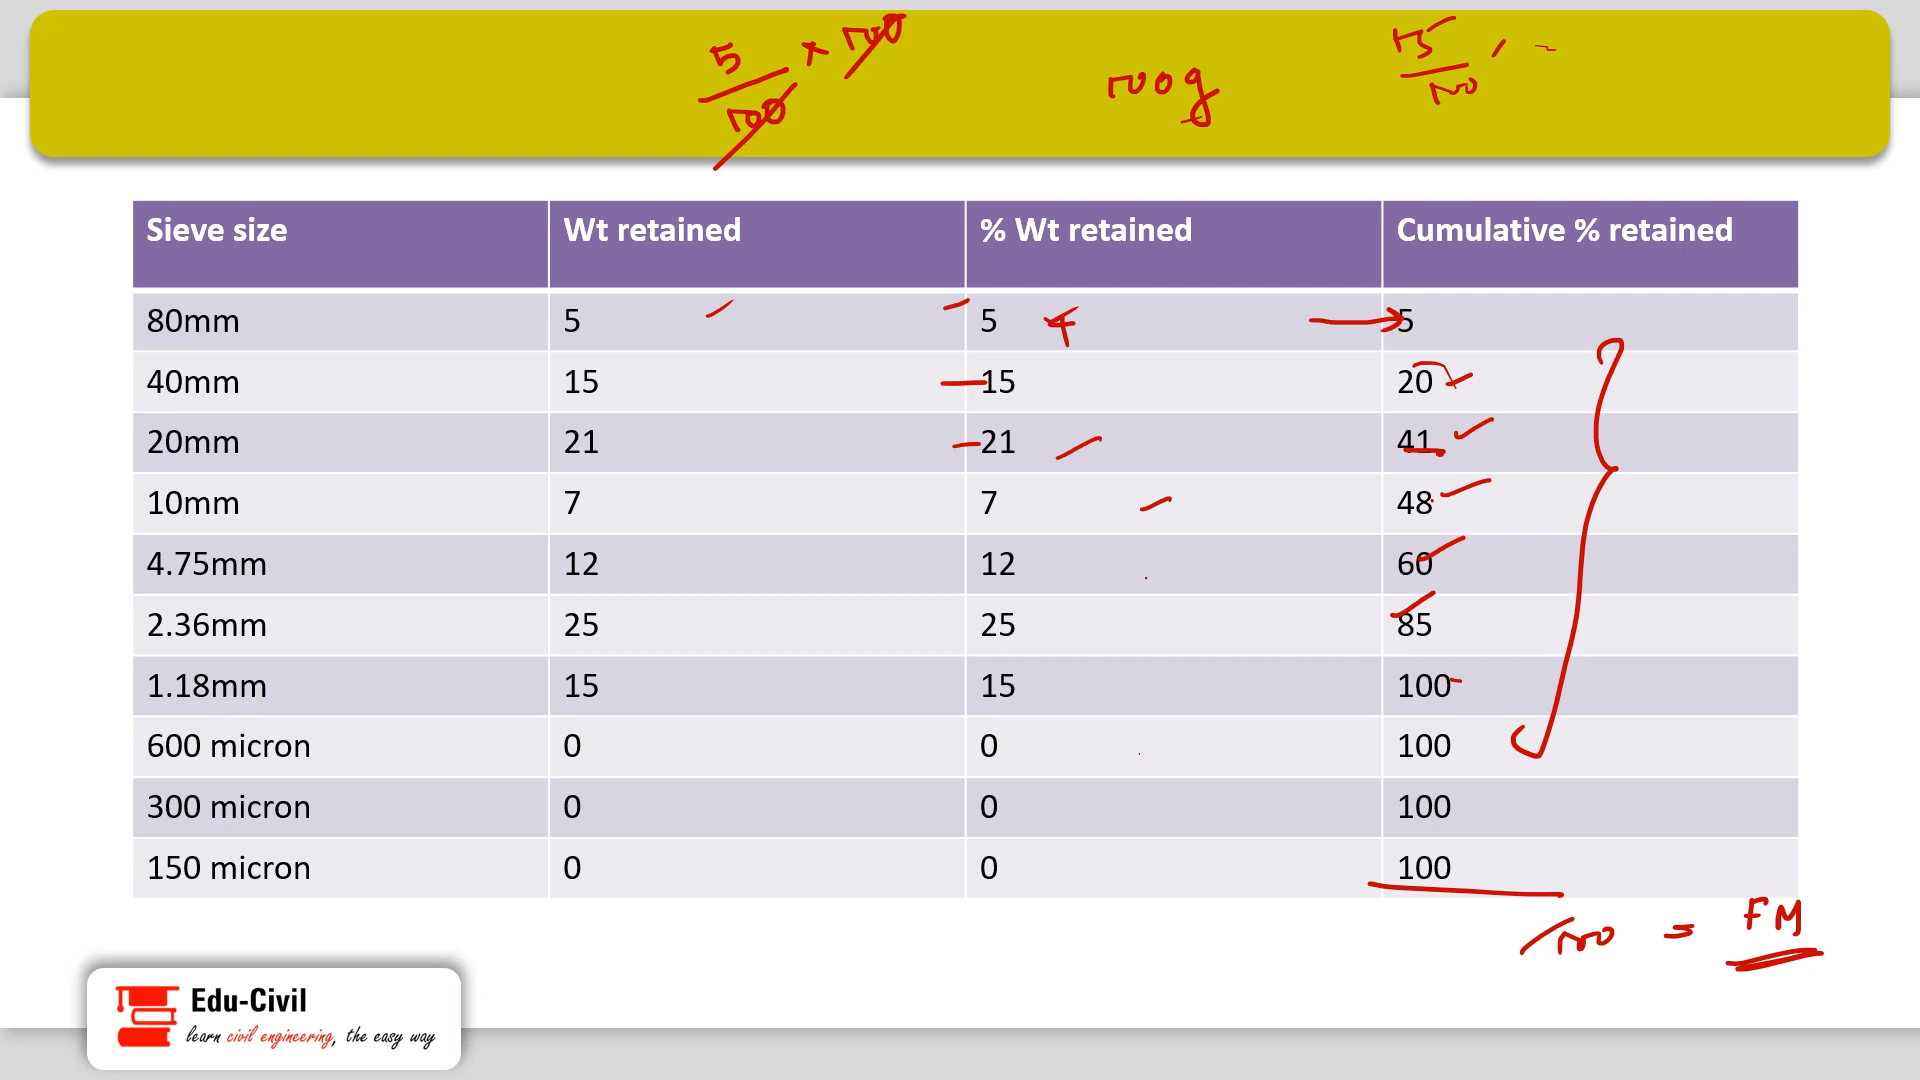 5/100 × 100
100g
15/100
Sieve size Wt retained % Wt retained Cumulative % retained
80mm 5 5 5
40mm 15 15 20
20mm 21 21 41
10mm 7 7 48
4.75mm 12 12 60
2.36mm 25 25 85
1.18mm 15 15 100
600 micron 0 0 100
300 micron 0 0 100
150 micron 0 0 100
/100 = FM
Edu-Civil
learn civil engineering, the easy way